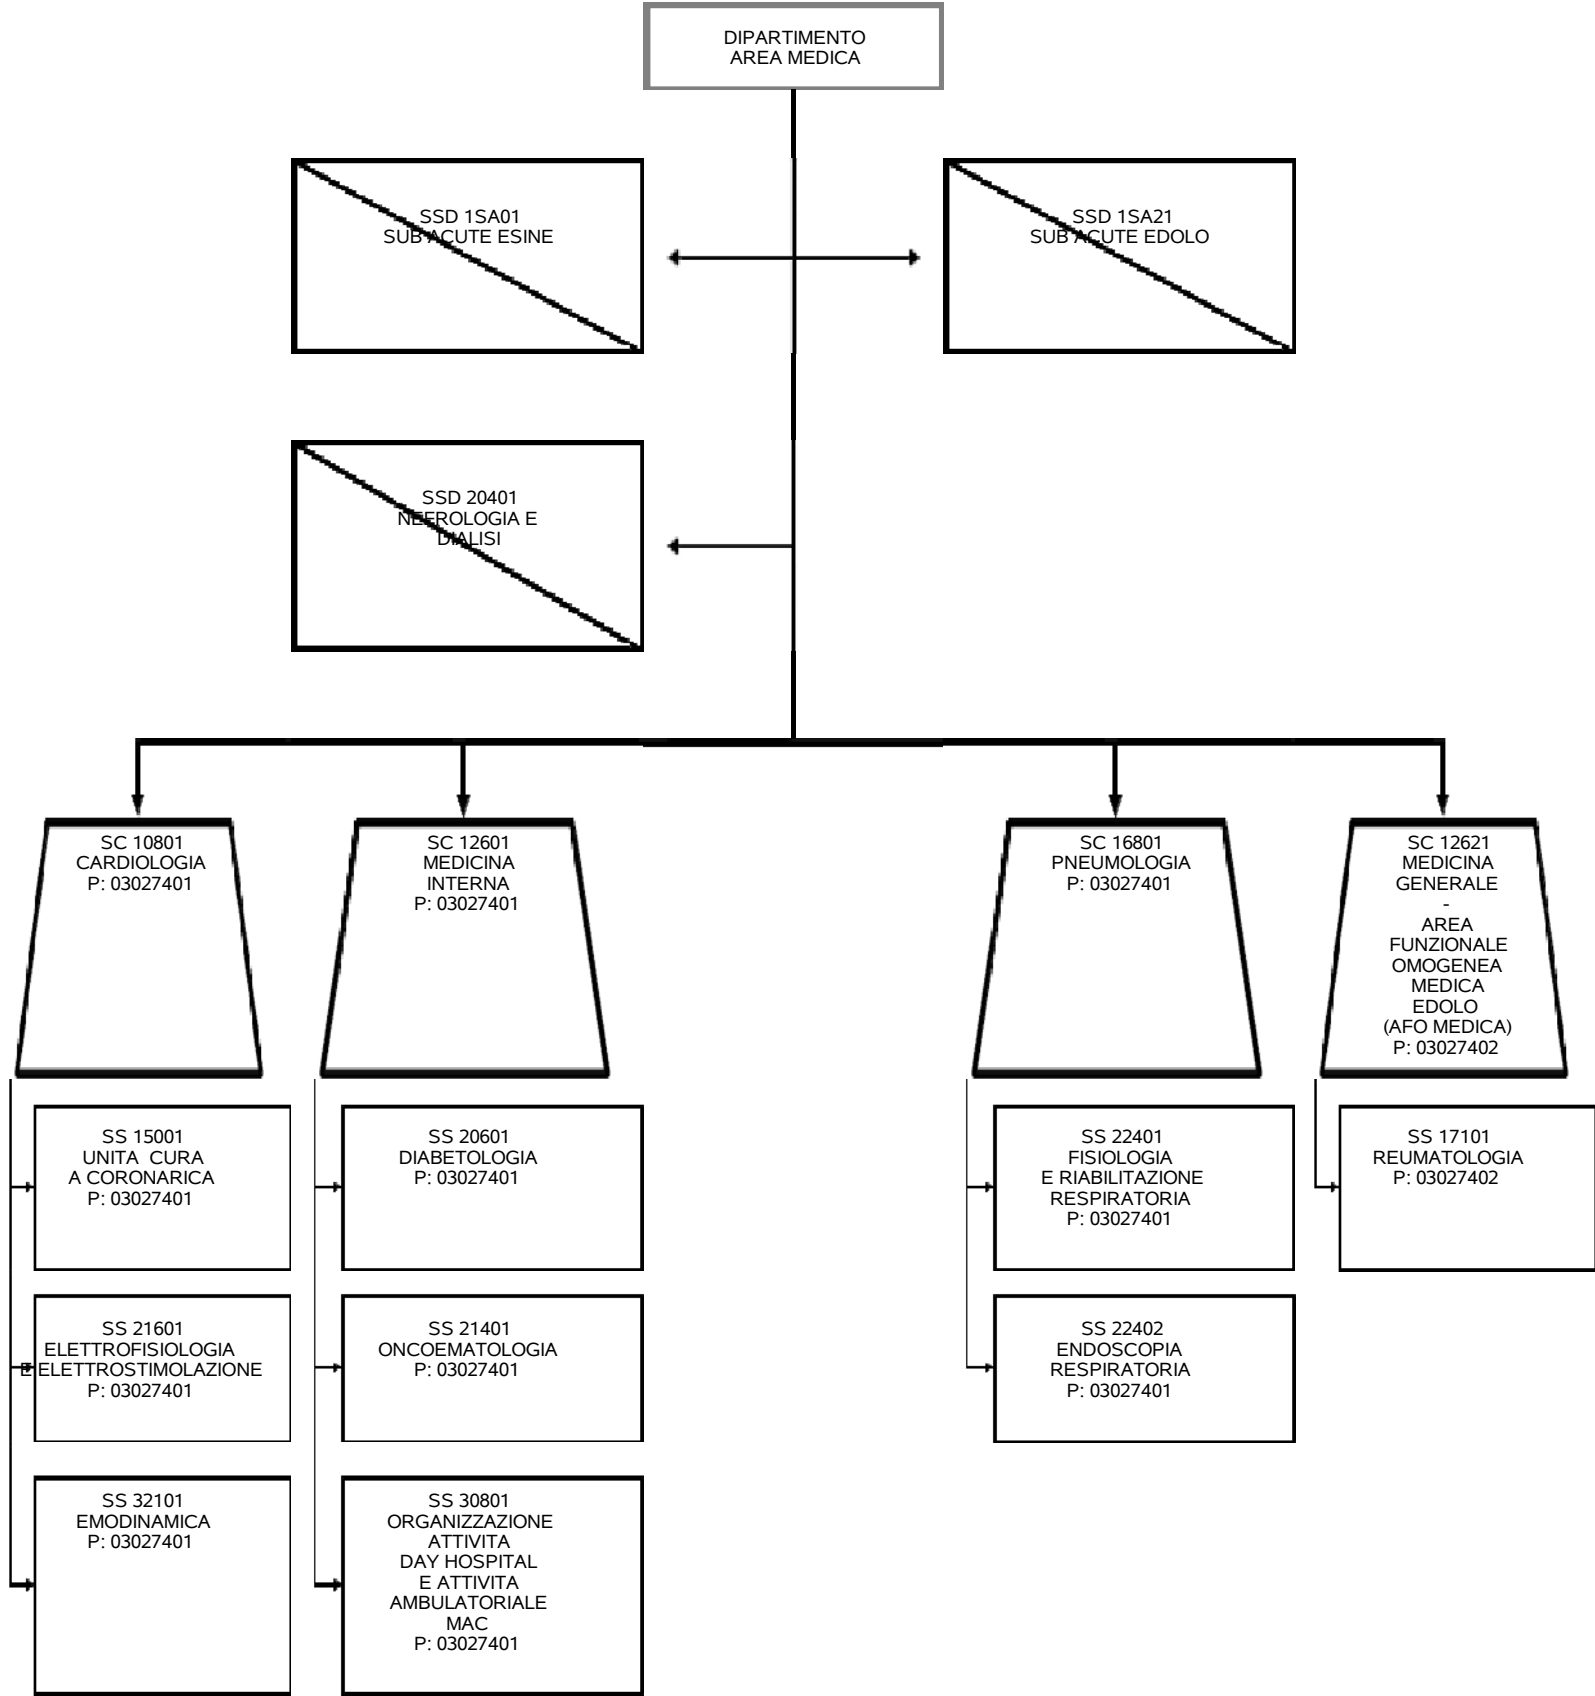 DIPARTIMENTO
AREA MEDICA
SSD 1SA01
SUB ACUTE ESINE
SSD 1SA21
SUB ACUTE EDOLO
SSD 20401
NEFROLOGIA E
DIALISI
SC 10801
CARDIOLOGIA
P: 03027401
SC 12601
MEDICINA
INTERNA
P: 03027401
SC 16801
PNEUMOLOGIA
P: 03027401
SC 12621
MEDICINA
GENERALE
-
AREA
FUNZIONALE
OMOGENEA
MEDICA
EDOLO
(AFO MEDICA)
P: 03027402
SS 15001
UNITA  CURA
A CORONARICA
P: 03027401
SS 20601
DIABETOLOGIA
P: 03027401
SS 22401
FISIOLOGIA
E RIABILITAZIONE
RESPIRATORIA
P: 03027401
SS 17101
REUMATOLOGIA
P: 03027402
SS 21601
ELETTROFISIOLOGIA
E ELETTROSTIMOLAZIONE
P: 03027401
SS 21401
ONCOEMATOLOGIA
P: 03027401
SS 22402
ENDOSCOPIA
RESPIRATORIA
P: 03027401
SS 32101
EMODINAMICA
P: 03027401
SS 30801
ORGANIZZAZIONE
ATTIVITA
DAY HOSPITAL
E ATTIVITA
AMBULATORIALE
MAC
P: 03027401